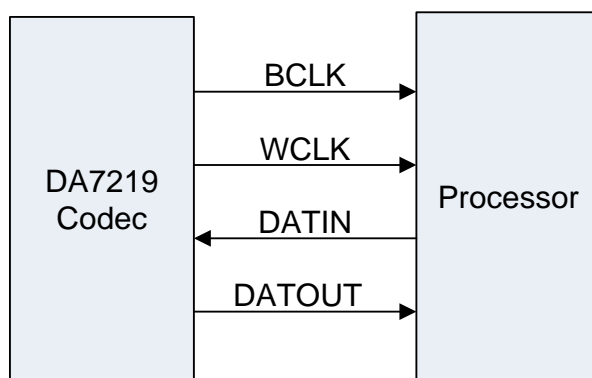 DA7219
Codec
BCLK
WCLK
DATIN
DATOUT
Processor